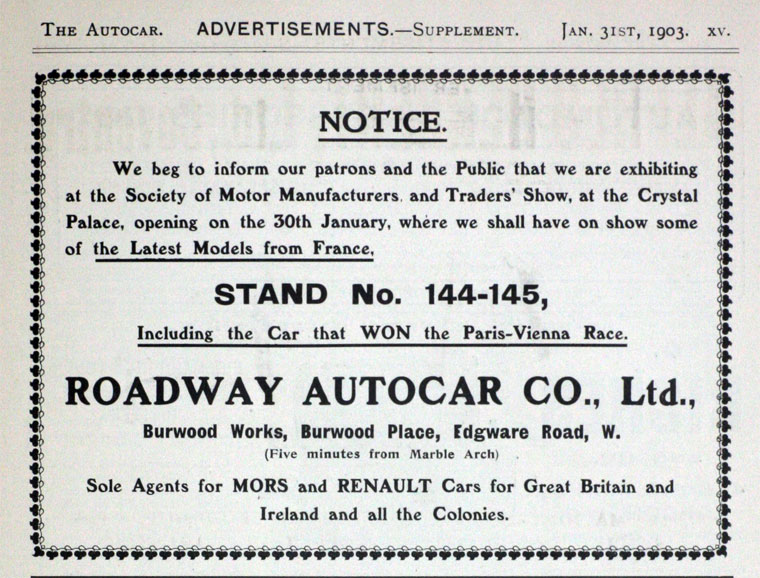 The Autocar. ADVERTISEMENTS.—Supplement. Jan. 31st, 1903. xv.
NOTICE.
We beg to inform our patrons and the Public that we are exhibiting
at the Society of Motor Manufacturers and Traders' Show, at the Crystal
Palace, opening on the 30th January, where we shall have on show some
of the Latest Models from France,
STAND No. 144-145,
Including the Car that WON the Paris-Vienna Race.
ROADWAY AUTOCAR CO., Ltd.,
Burwood Works, Burwood Place, Edgware Road, W.
(Five minutes from Marble Arch)
Sole Agents for MORS and RENAULT Cars for Great Britain and
Ireland and all the Colonies.